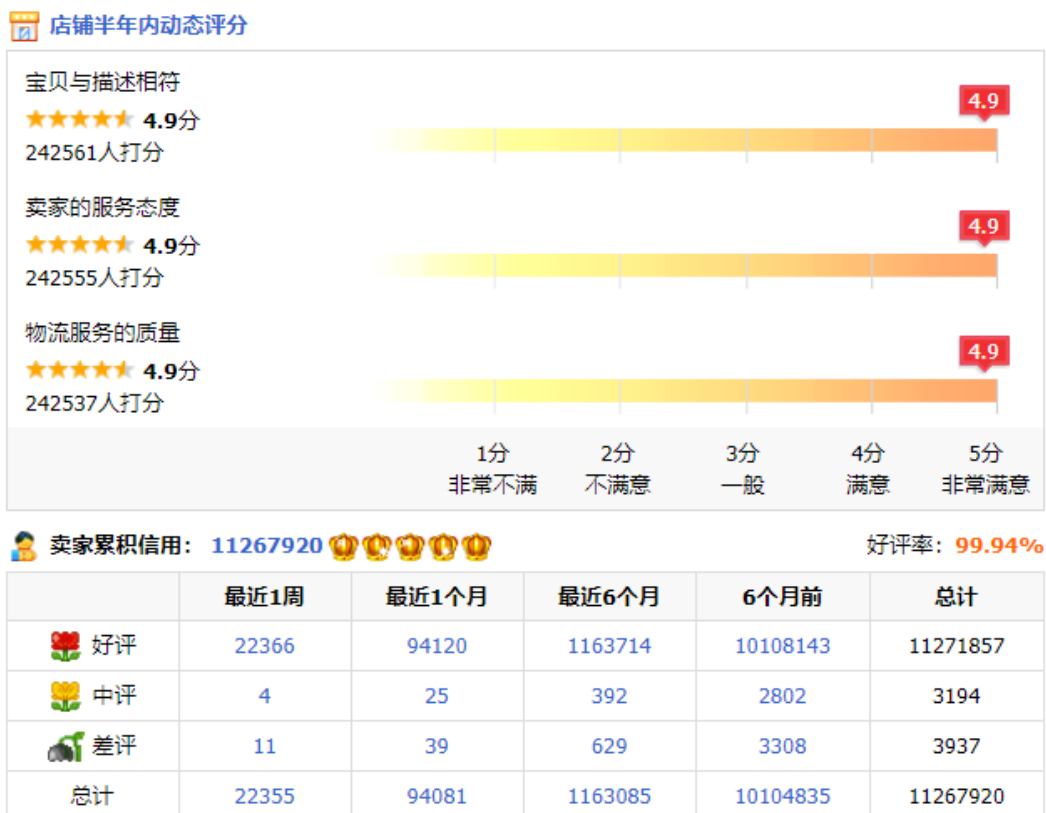 店铺半年内动态评分
宝贝与描述相符
4.9
4.9分
242561人打分
卖家的服务态度
4.9
4.9分
242555人打分
物流服务的质量
4.9
4.9分
242537人打分
1分 2分 3分 4分 5分
非常不满 不满意 一般 满意 非常满意
卖家累积信用： 11267920 好评率：99.94%
最近1周 最近1个月 最近6个月 6个月前 总计
好评 22366 94120 1163714 10108143 11271857
中评 4 25 392 2802 3194
差评 11 39 629 3308 3937
总计 22355 94081 1163085 10104835 11267920